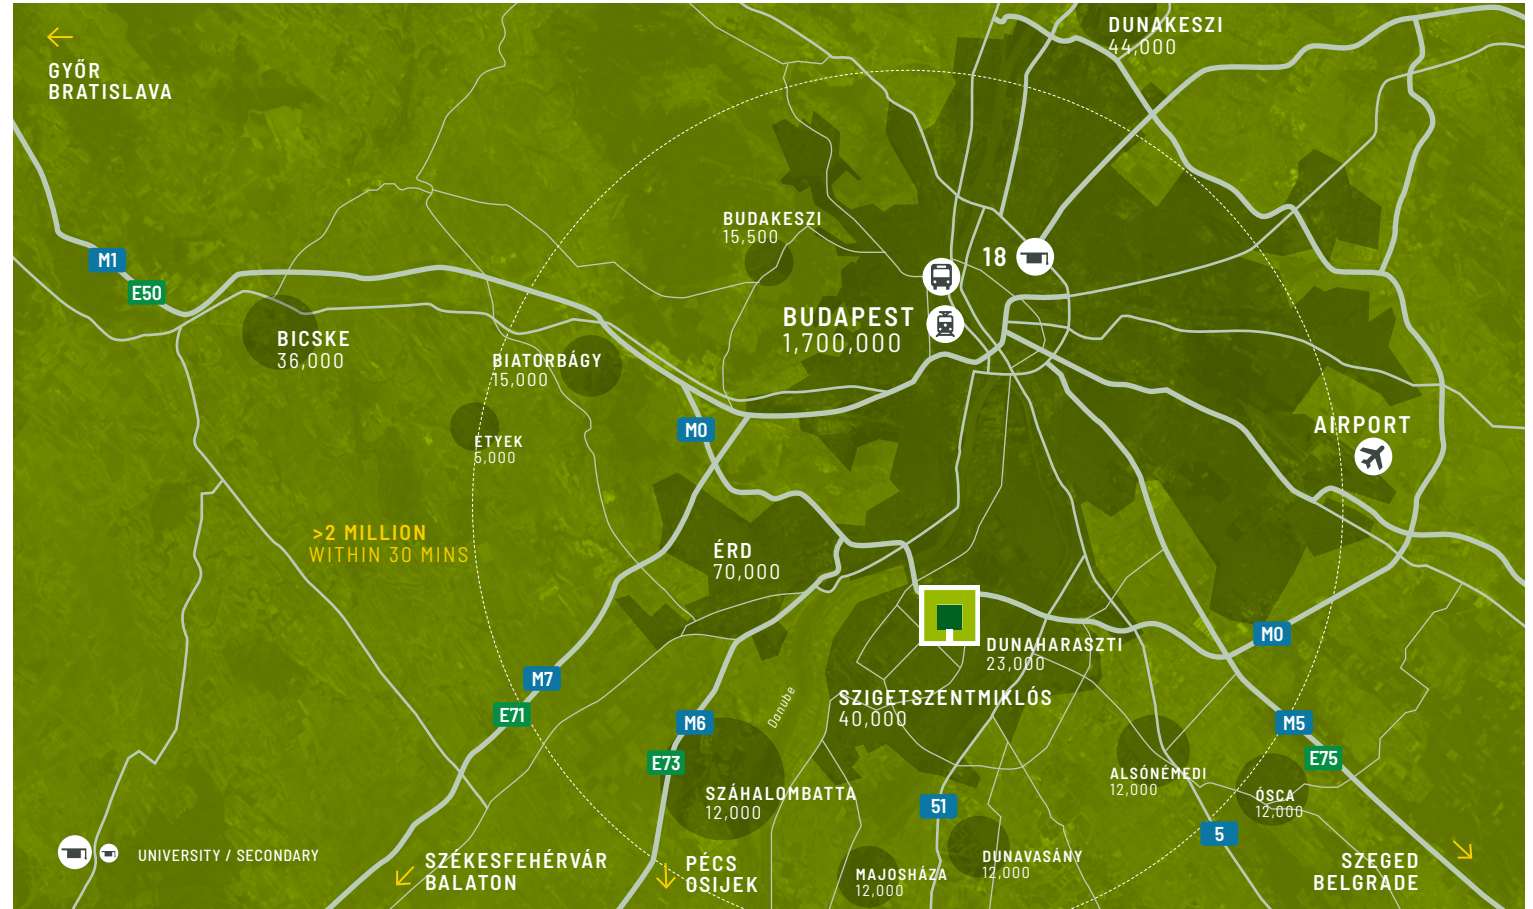 GYŐR
BRATISLAVA
DUNAKESZI
44,000
M1
E50
BUDAKESZI
15,500
18
BUDAPEST
1,700,000
BICSKE
36,000
BIATORBÁGY
15,000
ETYEK
5,000
M0
AIRPORT
>2 MILLION
WITHIN 30 MINS
ÉRD
70,000
M0
DUNAHARASZTI
23,000
M7
E71
M6
E73
Danube
SZIGETSZENTMIKLÓS
40,000
M5
E75
ALSÓNÉMEDI
12,000
ÓSCA
12,000
SZÁHALOMBATTA
12,000
51
5
UNIVERSITY / SECONDARY
SZÉKESFEHÉRVÁR
BALATON
PÉCS
OSIJEK
MAJOSHÁZA
12,000
DUNAVASÁNY
12,000
SZEGED
BELGRADE